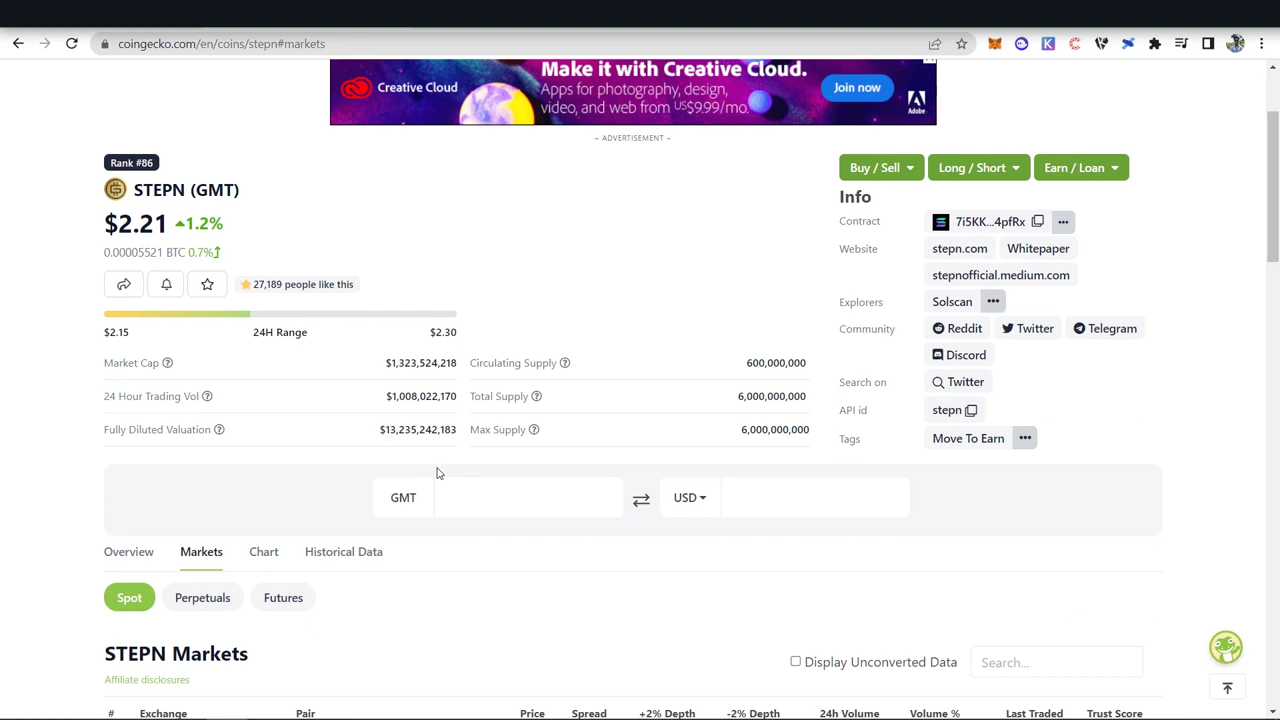 coingecko.com/en/coins/stepn#markets
Creative Cloud
Make it with Creative Cloud.
Apps for photography, design,
video, and web from US$9.99/mo.
Join now
Adobe
~ ADVERTISEMENT ~
Rank #86
STEPN (GMT)
$2.21 1.2%
0.00005521 BTC 0.7%
27,189 people like this
$2.15 24H Range $2.30
Market Cap $1,323,524,218 Circulating Supply 600,000,000
24 Hour Trading Vol $1,008,022,170 Total Supply 6,000,000,000
Fully Diluted Valuation $13,235,242,183 Max Supply 6,000,000,000
Buy / Sell Long / Short Earn / Loan
Info
Contract 7i5KK...4pfRx
Website stepn.com Whitepaper
stepnofficial.medium.com
Explorers Solscan
Community Reddit Twitter Telegram
Discord
Search on Twitter
API id stepn
Tags Move To Earn
GMT USD
Overview Markets Chart Historical Data
Spot Perpetuals Futures
STEPN Markets
Affiliate disclosures
Display Unconverted Data Search...
# Exchange Pair Price Spread +2% Depth -2% Depth 24h Volume Volume % Last Traded Trust Score